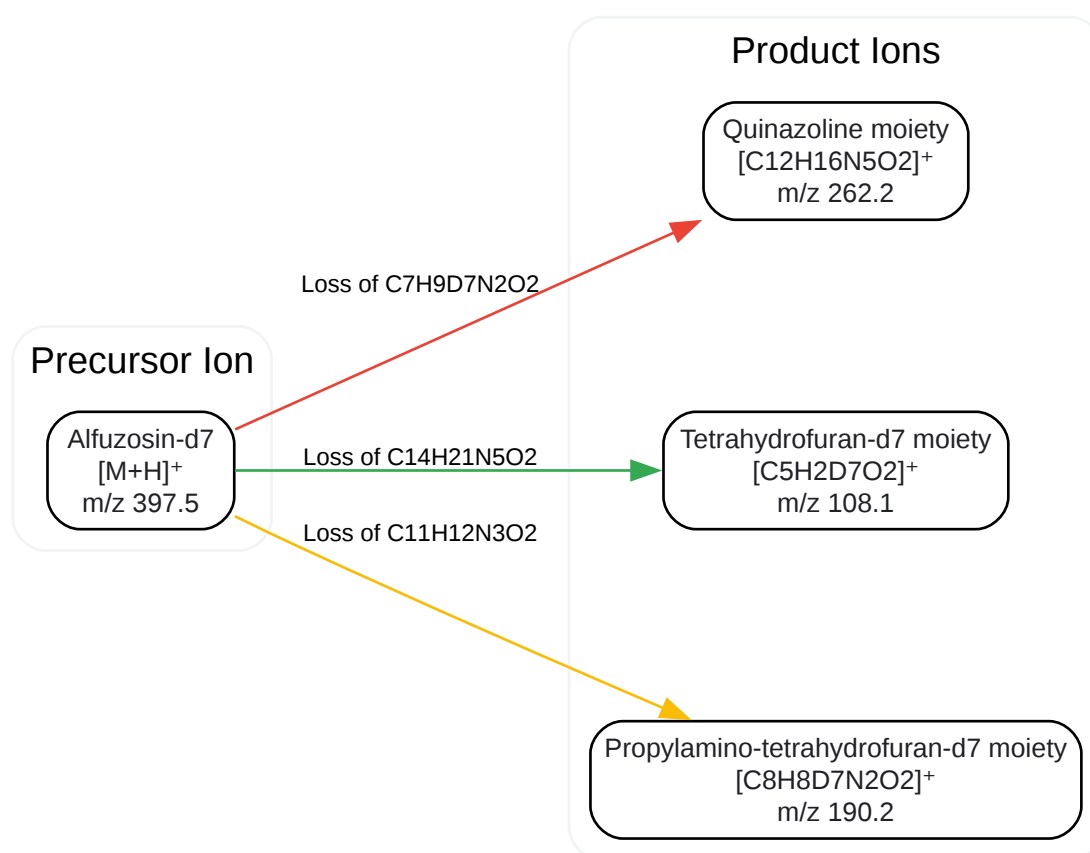 Product Ions
Quinazoline moiety
[C12H16N5O2]⁺
m/z 262.2
Loss of C7H9D7N2O2
Precursor Ion
Alfuzosin-d7
[M+H]⁺
m/z 397.5
Loss of C14H21N5O2
Tetrahydrofuran-d7 moiety
[C5H2D7O2]⁺
m/z 108.1
Loss of C11H12N3O2
Propylamino-tetrahydrofuran-d7 moiety
[C8H8D7N2O2]⁺
m/z 190.2